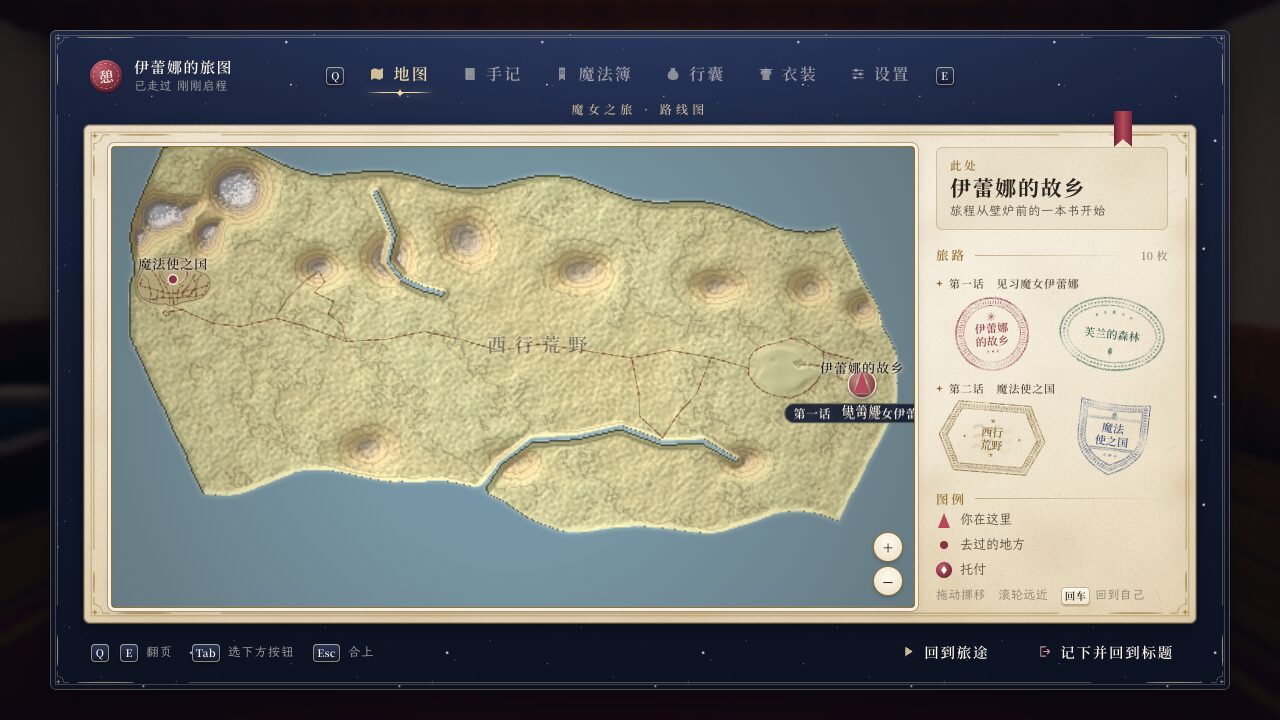 憩
伊蕾娜的旅图
已走过 刚刚启程
Q
地图
手记
魔法簿
行囊
衣装
设置
E
魔女之旅 · 路线图
魔法使之国
西行荒野
伊蕾娜的故乡
第一话
此处
伊蕾娜的故乡
旅程从壁炉前的一本书开始
旅路
10 枚
第一话 见习魔女伊蕾娜
伊蕾娜
的故乡
芙兰的森林
第二话 魔法使之国
西行
荒野
魔法
使之国
图例
你在这里
去过的地方
托付
拖动挪移 滚轮远近 回车 回到自己
Q E 翻页 Tab 选下方按钮 Esc 合上
回到旅途
记下并回到标题